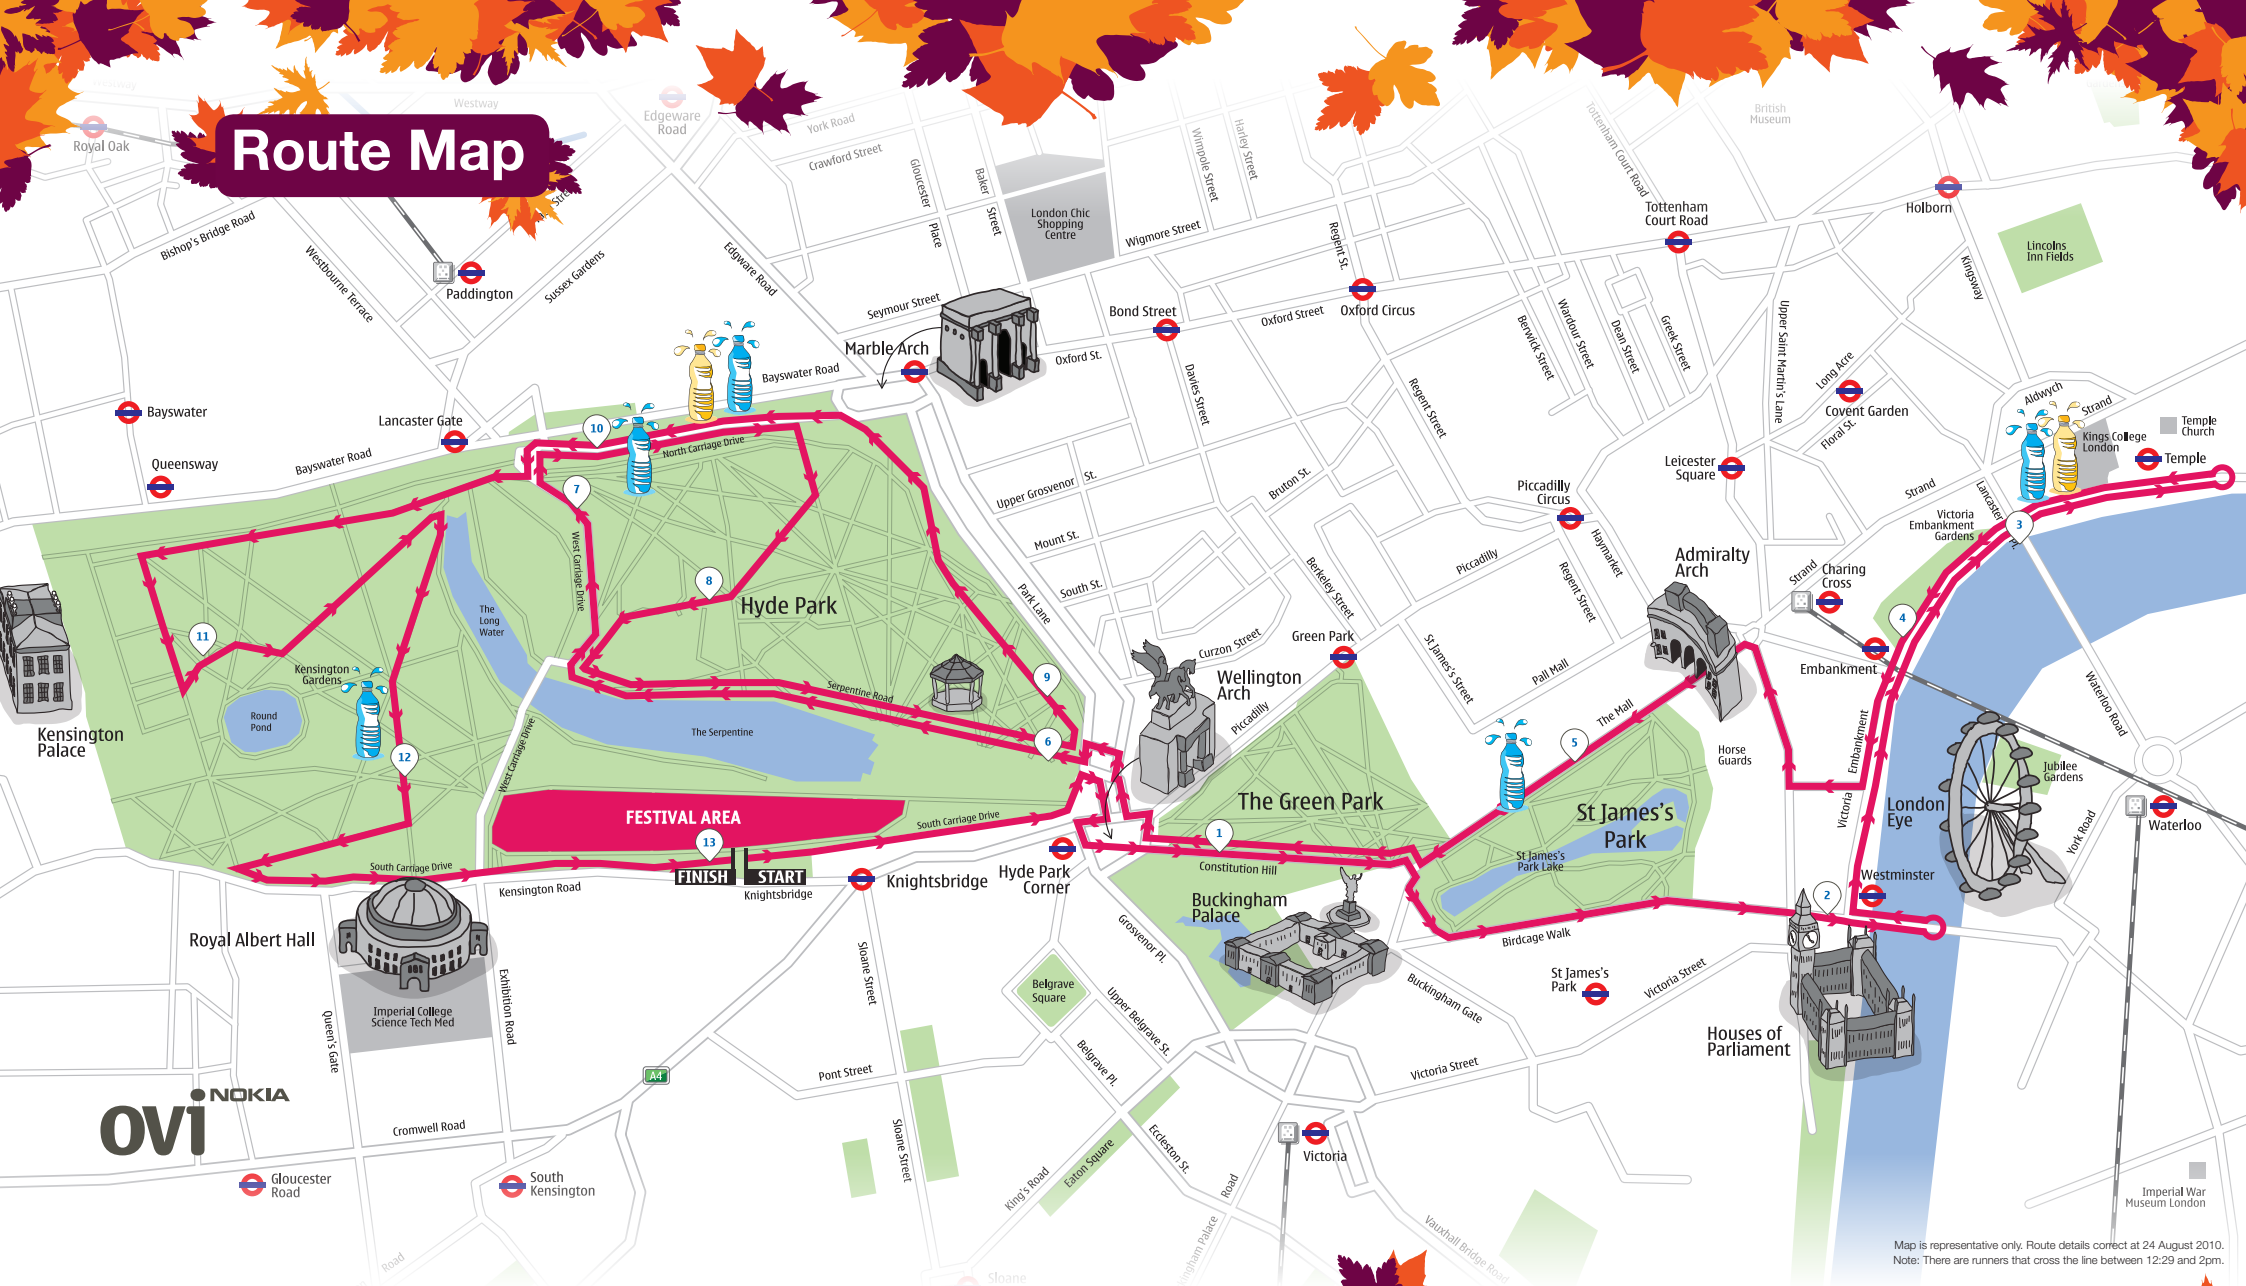 Route Map
Westway
Westway
Royal Oak
Edgeware
Road
York Road
Crawford Street
Gloucester
Place
Baker
Street
London Chic
Shopping
Centre
Wimpole Street
Harley Street
Wigmore Street
Regent St.
Tottenham Court Road
British
Museum
Tottenham
Court Road
Holborn
Kingsway
Lincolns
Inn Fields
Bishop's Bridge Road
Westbourne Terrace
Paddington
Sussex Gardens
Edgware Road
Seymour Street
Marble Arch
Bayswater Road
Oxford St.
Bond Street
Oxford Street
Oxford Circus
Davies Street
Regent Street
Berwick Street
Wardour Street
Dean Street
Greek Street
Upper Saint Martin's Lane
Long Acre
Covent Garden
Floral St.
Aldwych
Strand
Kings College
London
Temple
Church
Temple
Bayswater
Lancaster Gate
Queensway
Bayswater Road
10
North Carriage Drive
7
West Carriage Drive
8
Hyde Park
The
Long
Water
11
Kensington
Gardens
Round
Pond
Kensington
Palace
12
West Carriage Drive
Serpentine Road
The Serpentine
9
6
Park Lane
Upper Grosvenor St.
Mount St.
South St.
Bruton St.
Berkeley Street
Curzon Street
Green Park
Piccadilly
Piccadilly
Circus
Haymarket
Regent Street
St James's Street
Pall Mall
Leicester
Square
Strand
Lancaster Pl.
Victoria
Embankment
Gardens
3
Admiralty
Arch
Strand
Charing
Cross
4
Embankment
Wellington
Arch
Piccadilly
The Mall
5
Horse
Guards
Victoria
Embankment
Waterloo Road
London
Eye
Jubilee
Gardens
York Road
Waterloo
The Green Park
St James's
Park
St James's
Park Lake
FESTIVAL AREA
13
South Carriage Drive
South Carriage Drive
FINISH
START
Kensington Road
Knightsbridge
Knightsbridge
Hyde Park
Corner
1
Constitution Hill
Buckingham
Palace
Birdcage Walk
2
Westminster
Houses of
Parliament
Royal Albert Hall
Imperial College
Science Tech Med
Queen's Gate
Exhibition Road
Sloane Street
Grosvenor Pl.
Belgrave
Square
Upper Belgrave St.
Belgrave Pl.
Buckingham Gate
St James's
Park
Victoria Street
Victoria Street
A4
Pont Street
Sloane Street
ovi NOKIA
Cromwell Road
Gloucester
Road
South
Kensington
Road
King's Road
Eaton Square
Eccleston St.
Road
Victoria
Vauxhall Bridge Road
Sloane
Imperial War
Museum London
Map is representative only. Route details correct at 24 August 2010.
Note: There are runners that cross the line between 12:29 and 2pm.